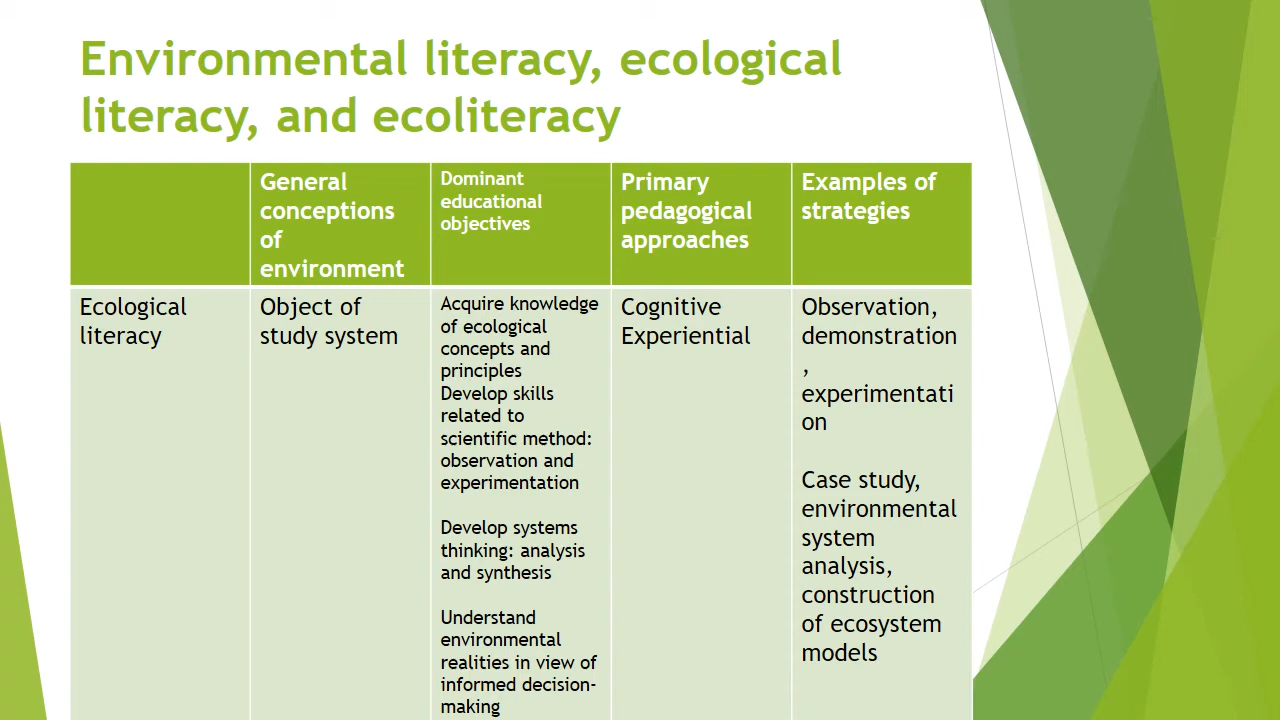 Environmental literacy, ecological
literacy, and ecoliteracy
General
conceptions
of
environment
Dominant
educational
objectives
Primary
pedagogical
approaches
Examples of
strategies
Ecological
literacy
Object of
study system
Acquire knowledge
of ecological
concepts and
principles
Develop skills
related to
scientific method:
observation and
experimentation
Develop systems
thinking: analysis
and synthesis
Understand
environmental
realities in view of
informed decision-
making
Cognitive
Experiential
Observation,
demonstration
,
experimentati
on
Case study,
environmental
system
analysis,
construction
of ecosystem
models